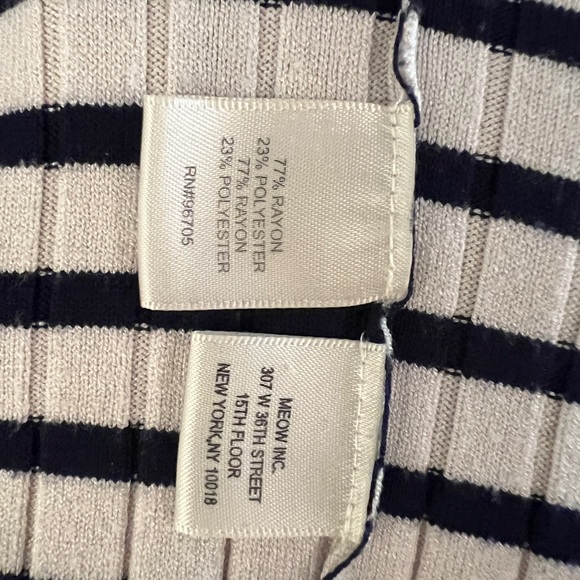 77% RAYON
23% POLYESTER
77% RAYON
23% POLYESTER
RN#96705
MEOW INC.
307 W 36TH STREET
15TH FLOOR
NEW YORK,NY 10018